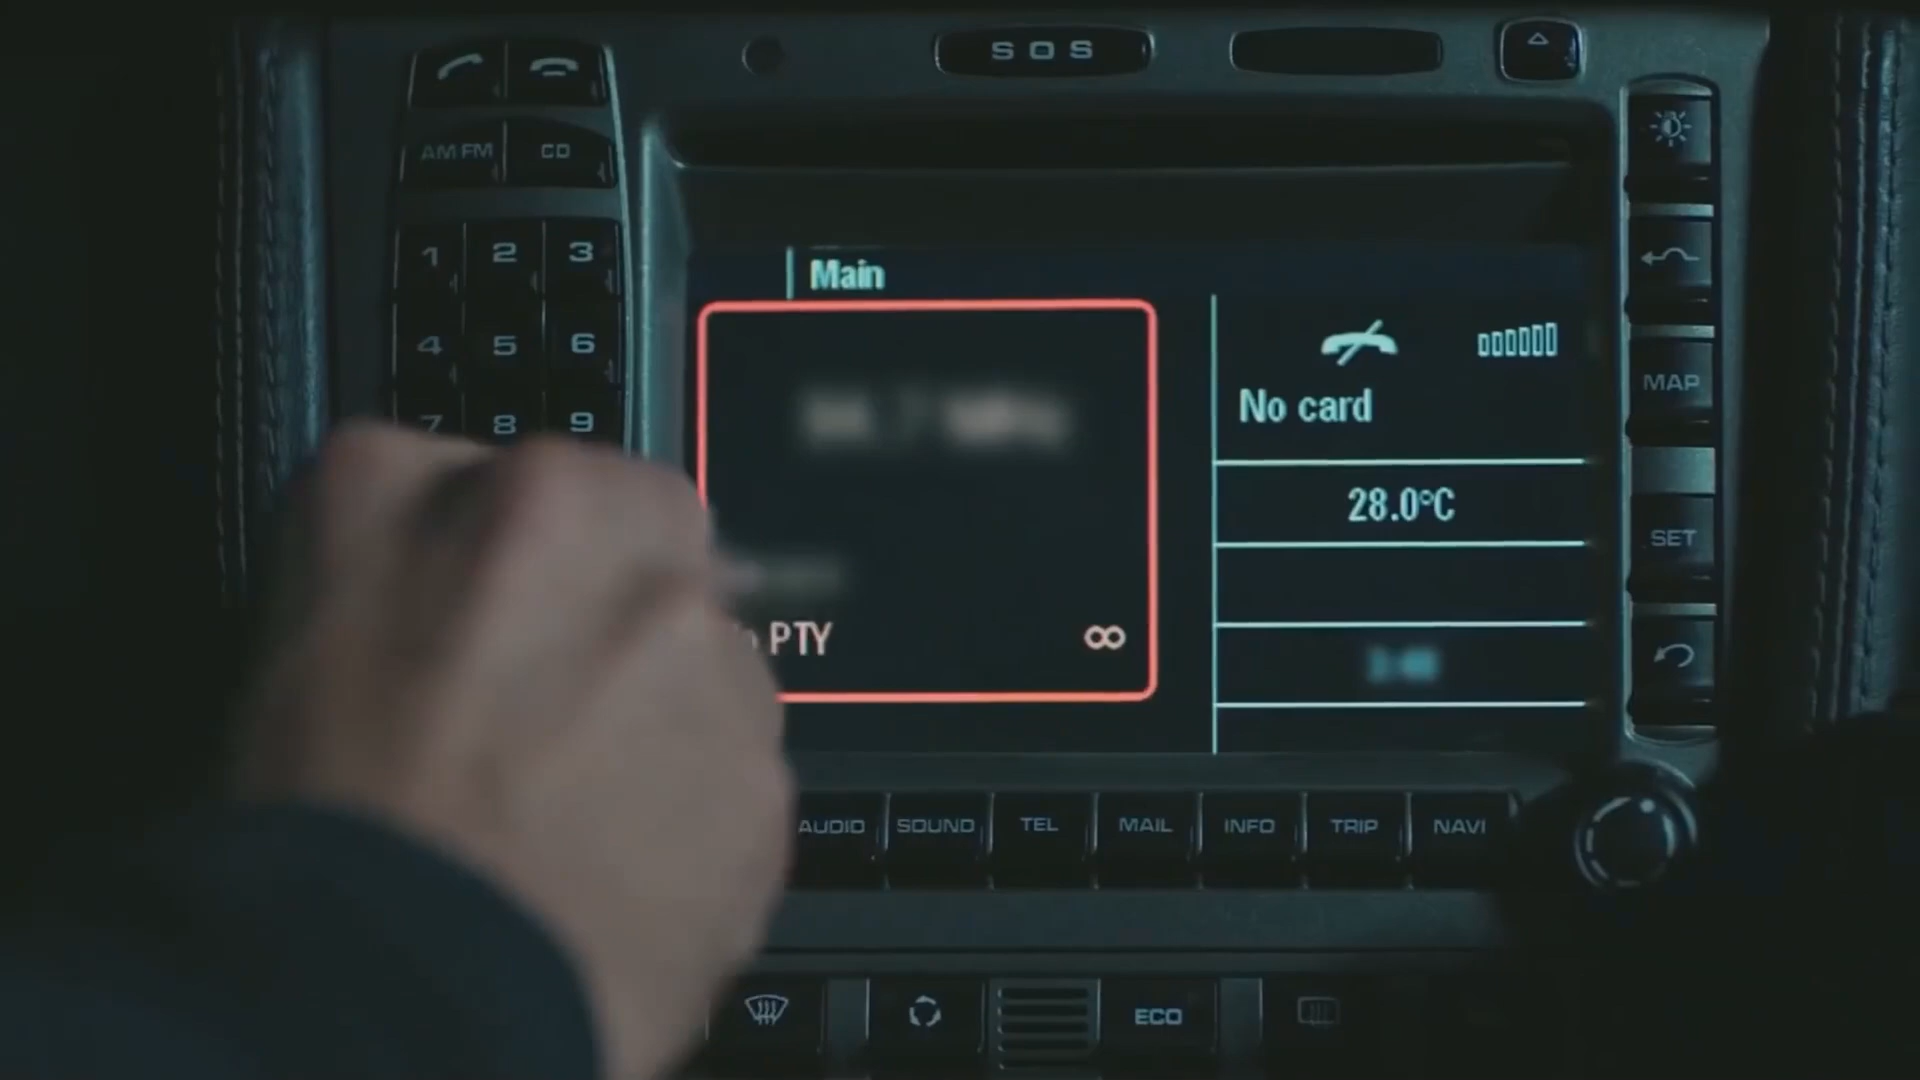 SOS
AM FM CD
1 2 3
4 5 6
7 8 9
Main
No card
28.0°C
PTY ∞
MAP
SET
AUDIO SOUND TEL MAIL INFO TRIP NAVI
ECO